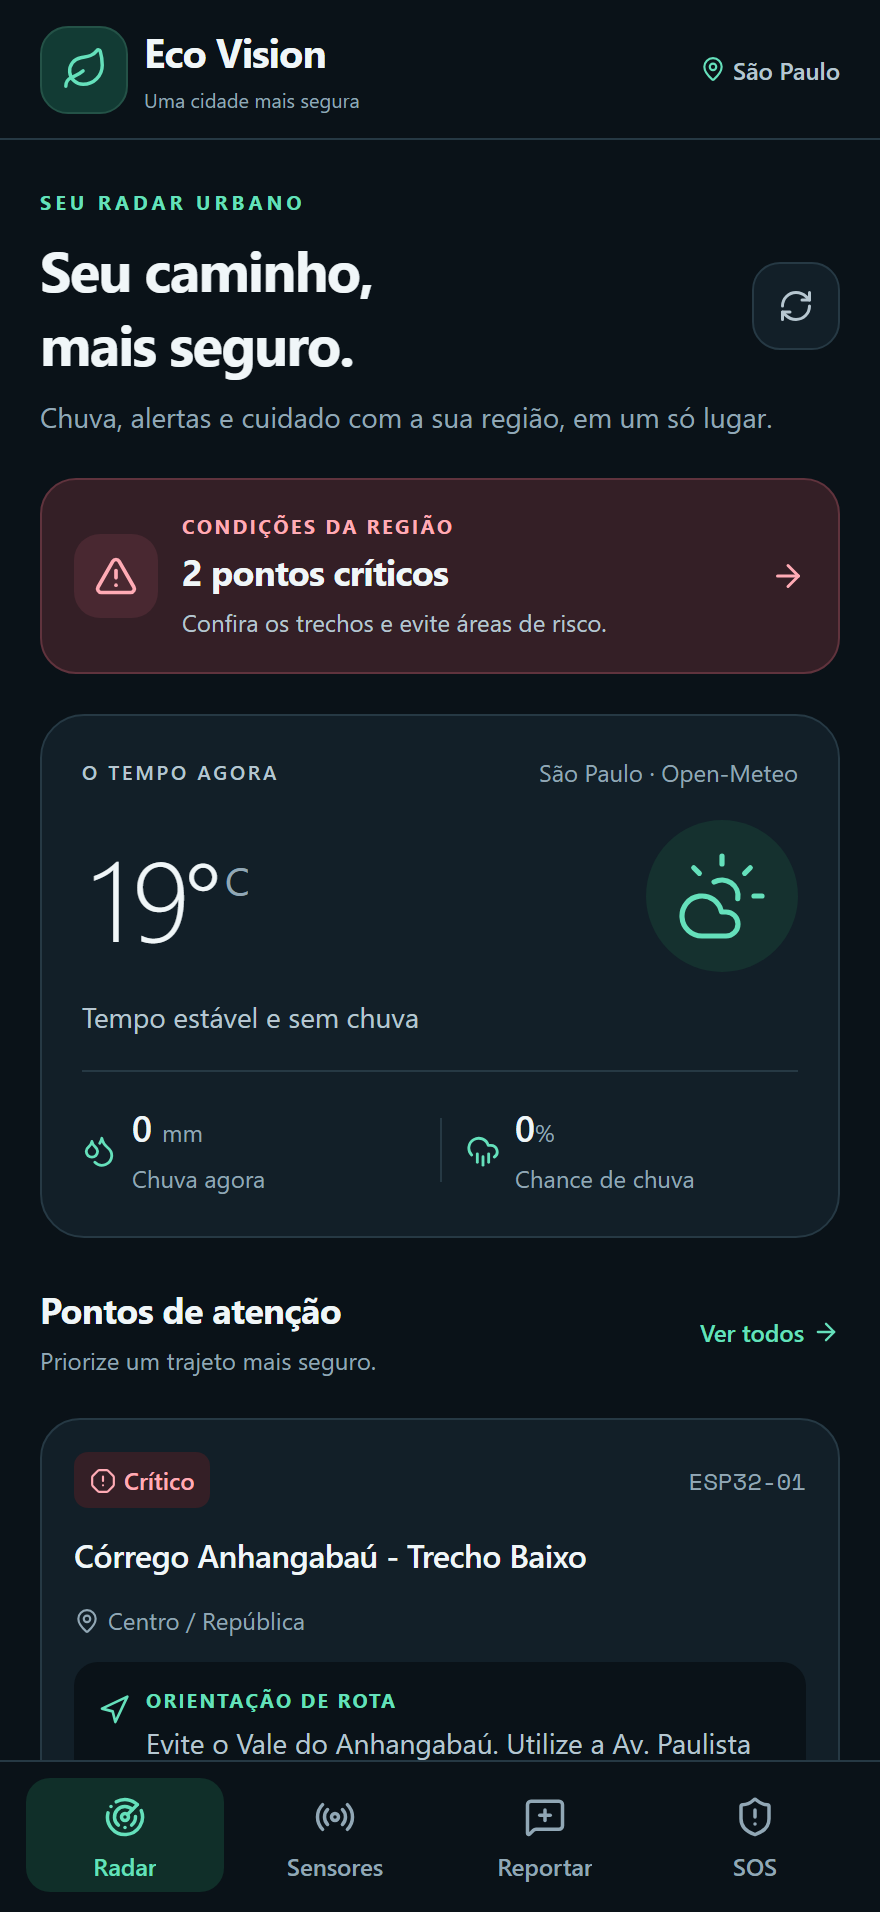 Eco Vision
Uma cidade mais segura
São Paulo
SEU RADAR URBANO
Seu caminho,
mais seguro.
Chuva, alertas e cuidado com a sua região, em um só lugar.
CONDIÇÕES DA REGIÃO
2 pontos críticos
Confira os trechos e evite áreas de risco.
O TEMPO AGORA
São Paulo · Open-Meteo
19°C
Tempo estável e sem chuva
0 mm
Chuva agora
0%
Chance de chuva
Pontos de atenção
Priorize um trajeto mais seguro.
Ver todos
Crítico
ESP32-01
Córrego Anhangabaú - Trecho Baixo
Centro / República
ORIENTAÇÃO DE ROTA
Evite o Vale do Anhangabaú. Utilize a Av. Paulista
Radar
Sensores
Reportar
SOS